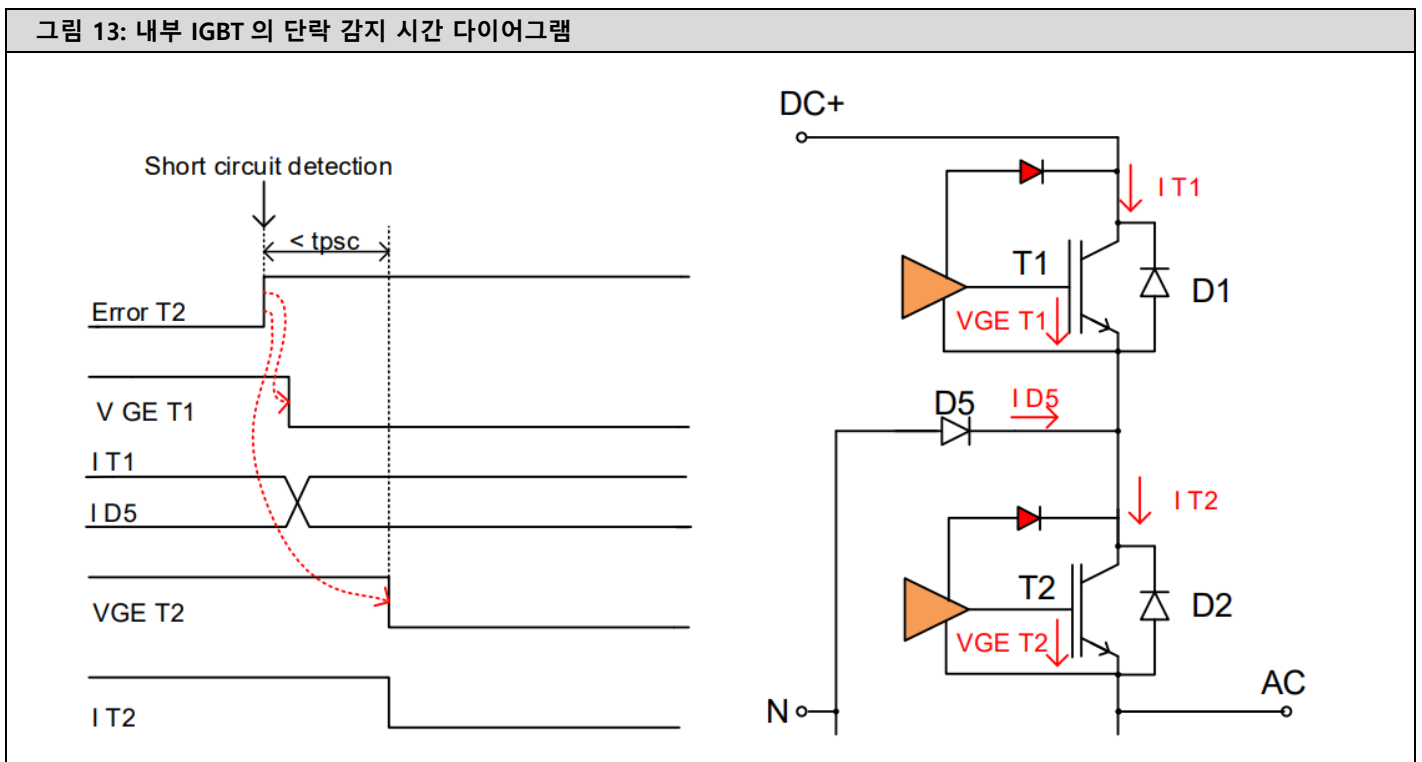 그림 13: 내부 IGBT 의 단락 감지 시간 다이어그램
Short circuit detection
< tpsc
Error T2
V GE T1
I T1
I D5
VGE T2
I T2
DC+
I T1
T1
D1
VGE T1
D5
I D5
I T2
T2
D2
VGE T2
AC
N